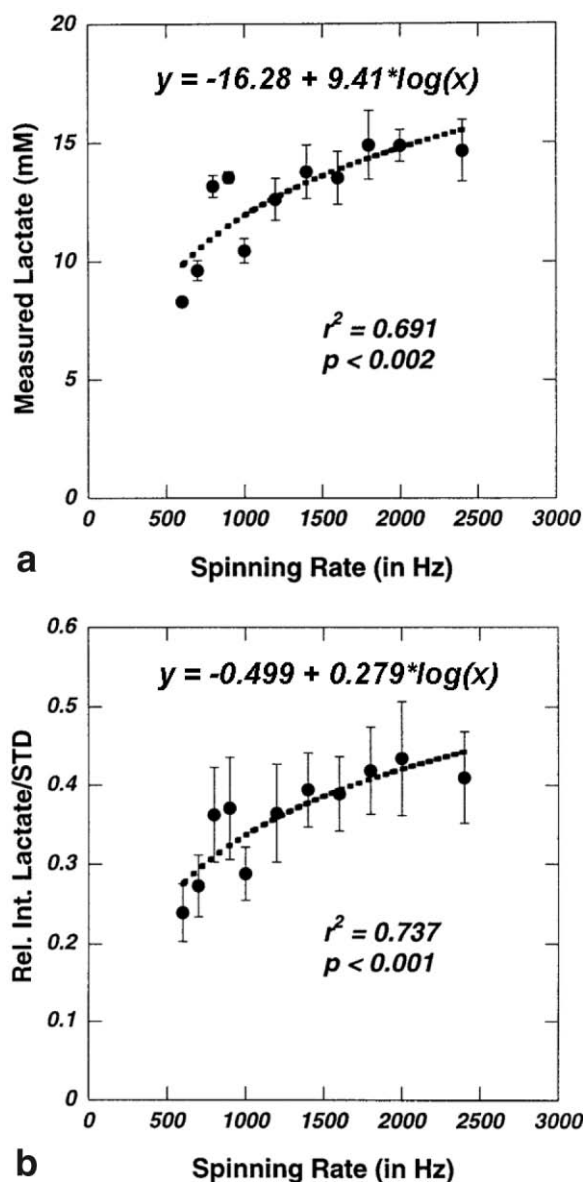 20
y = -16.28 + 9.41*log(x)
15
Measured Lactate (mM)
10
r² = 0.691
p < 0.002
5
0
0 500 1000 1500 2000 2500 3000
a
Spinning Rate (in Hz)
0.6
y = -0.499 + 0.279*log(x)
0.5
0.4
Rel. Int. Lactate/STD
0.3
0.2
r² = 0.737
p < 0.001
0.1
0
0 500 1000 1500 2000 2500 3000
b
Spinning Rate (in Hz)